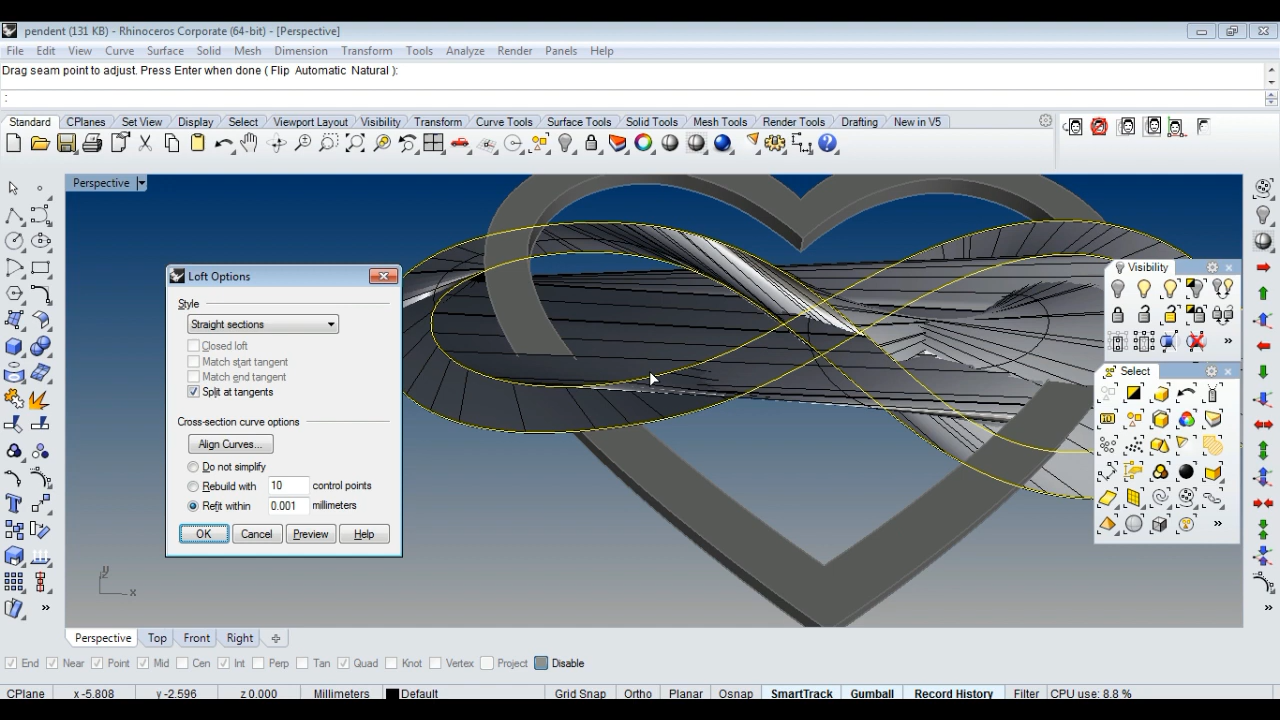 pendent (131 KB) - Rhinoceros Corporate (64-bit) - [Perspective]
File Edit View Curve Surface Solid Mesh Dimension Transform Tools Analyze Render Panels Help
Drag seam point to adjust. Press Enter when done ( Flip Automatic Natural ):
:
Standard CPlanes Set View Display Select Viewport Layout Visibility Transform Curve Tools Surface Tools Solid Tools Mesh Tools Render Tools Drafting New in V5
Perspective
Loft Options
Style
Straight sections
Closed loft
Match start tangent
Match end tangent
Split at tangents
Cross-section curve options
Align Curves...
Do not simplify
Rebuild with 10 control points
Refit within 0.001 millimeters
OK Cancel Preview Help
Visibility
Select
y
x
Perspective Top Front Right
End Near Point Mid Cen Int Perp Tan Quad Knot Vertex Project Disable
CPlane x -5.808 y -2.596 z 0.000 Millimeters Default Grid Snap Ortho Planar Osnap SmartTrack Gumball Record History Filter CPU use: 8.8 %